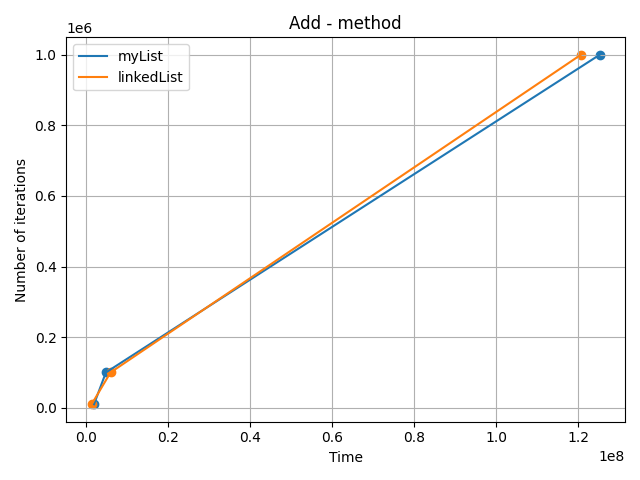 Add - method
1e6
myList
linkedList
1.0
0.8
0.6
0.4
0.2
0.0
Number of iterations
0.0 0.2 0.4 0.6 0.8 1.0 1.2
1e8
Time